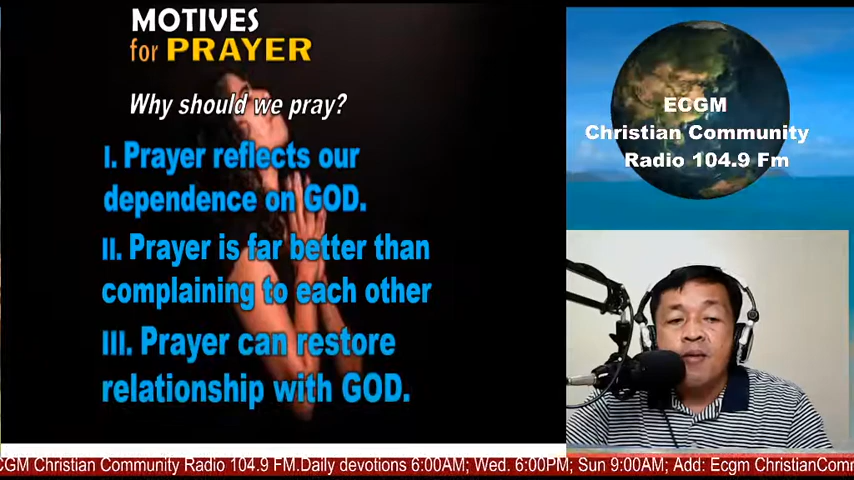 MOTIVES
for PRAYER
Why should we pray?
I. Prayer reflects our
dependence on GOD.
II. Prayer is far better than
complaining to each other
III. Prayer can restore
relationship with GOD.
ECGM
Christian Community
Radio 104.9 Fm
CGM Christian Community Radio 104.9 FM.Daily devotions 6:00AM; Wed. 6:00PM; Sun 9:00AM; Add: Ecgm ChristianComm